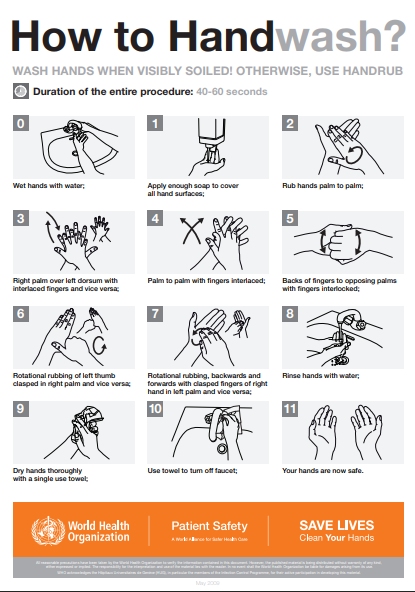 How to Handwash?
WASH HANDS WHEN VISIBLY SOILED! OTHERWISE, USE HANDRUB
Duration of the entire procedure: 40-60 seconds
0
Wet hands with water;
1
Apply enough soap to cover
all hand surfaces;
2
Rub hands palm to palm;
3
Right palm over left dorsum with
interlaced fingers and vice versa;
4
Palm to palm with fingers interlaced;
5
Backs of fingers to opposing palms
with fingers interlocked;
6
Rotational rubbing of left thumb
clasped in right palm and vice versa;
7
Rotational rubbing, backwards and
forwards with clasped fingers of right
hand in left palm and vice versa;
8
Rinse hands with water;
9
Dry hands thoroughly
with a single use towel;
10
Use towel to turn off faucet;
11
Your hands are now safe.
World Health
Organization
Patient Safety
A World Alliance for Safer Health Care
SAVE LIVES
Clean Your Hands
May 2009